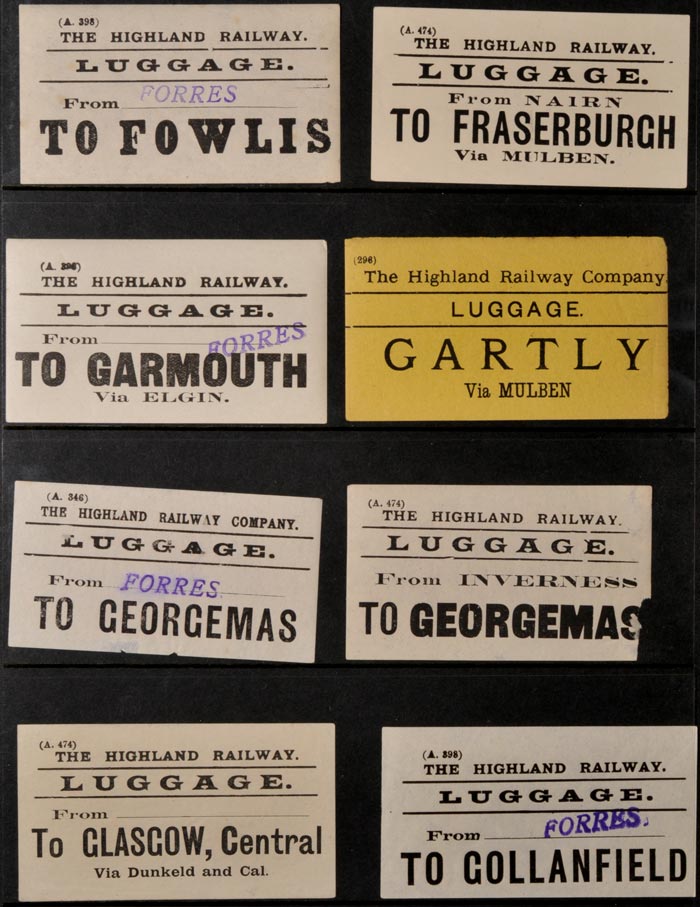 (A. 398)
THE HIGHLAND RAILWAY.
LUGGAGE.
From FORRES
TO FOWLIS
(A. 474)
THE HIGHLAND RAILWAY.
LUGGAGE.
From NAIRN
TO FRASERBURGH
Via MULBEN.
(A. 396)
THE HIGHLAND RAILWAY.
LUGGAGE.
From FORRES
TO GARMOUTH
Via ELGIN.
(296)
The Highland Railway Company
LUGGAGE.
GARTLY
Via MULBEN
(A. 346)
THE HIGHLAND RAILWAY COMPANY.
LUGGAGE.
From FORRES
TO GEORGEMAS
(A. 474)
THE HIGHLAND RAILWAY.
LUGGAGE.
From INVERNESS
TO GEORGEMAS
(A. 474)
THE HIGHLAND RAILWAY.
LUGGAGE.
From
To GLASGOW, Central
Via Dunkeld and Cal.
(A. 398)
THE HIGHLAND RAILWAY.
LUGGAGE.
From FORRES.
TO GOLLANFIELD